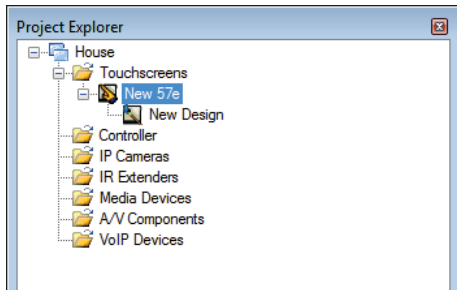 Project Explorer
House
Touchscreens
New 57e
New Design
Controller
IP Cameras
IR Extenders
Media Devices
A/V Components
VoIP Devices